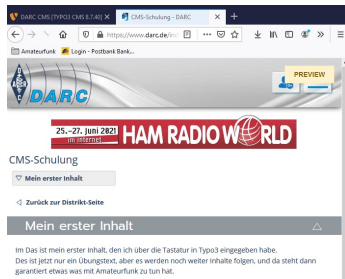 DARC CMS [TYPO3 CMS 8.7.40]
CMS-Schulung - DARC
https://www.darc.de/ind
Amateurfunk
Login - Postbank Bank...
PREVIEW
DARC
25.-27. Juni 2021
im Internet
HAM RADIO WORLD
CMS-Schulung
Mein erster Inhalt
Zurück zur Distrikt-Seite
Mein erster Inhalt
Im Das ist mein erster Inhalt, den ich über die Tastatur in Typo3 eingegeben habe.
Des ist jetzt nur ein Übungstext, aber es werden noch weiter Inhalte folgen, und da steht dann
garantiert etwas was mit Amateurfunk zu tun hat.